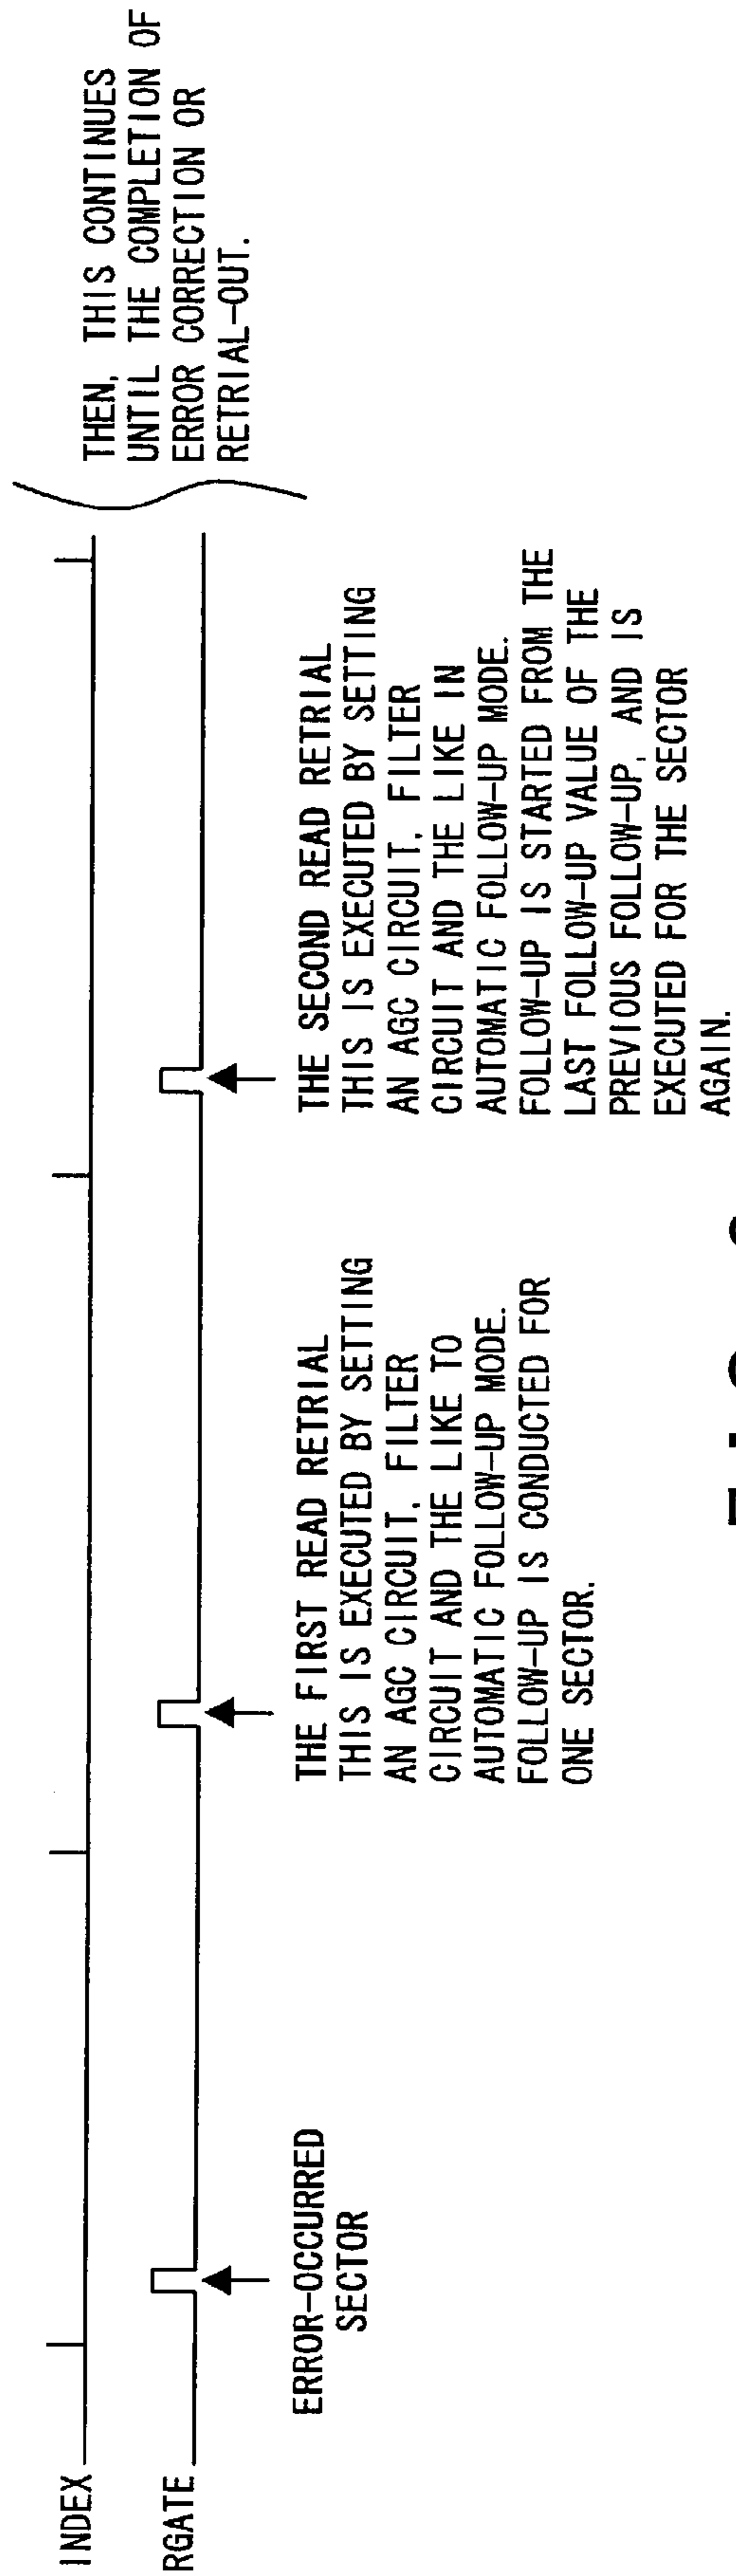 INDEX
RGATE
ERROR-OCCURRED
SECTOR
THE FIRST READ RETRIAL
THIS IS EXECUTED BY SETTING
AN AGC CIRCUIT, FILTER
CIRCUIT AND THE LIKE TO
AUTOMATIC FOLLOW-UP MODE.
FOLLOW-UP IS CONDUCTED FOR
ONE SECTOR.
THE SECOND READ RETRIAL
THIS IS EXECUTED BY SETTING
AN AGC CIRCUIT, FILTER
CIRCUIT AND THE LIKE IN
AUTOMATIC FOLLOW-UP MODE.
FOLLOW-UP IS STARTED FROM THE
LAST FOLLOW-UP VALUE OF THE
PREVIOUS FOLLOW-UP, AND IS
EXECUTED FOR THE SECTOR
AGAIN.
THEN, THIS CONTINUES
UNTIL THE COMPLETION OF
ERROR CORRECTION OR
RETRIAL-OUT.